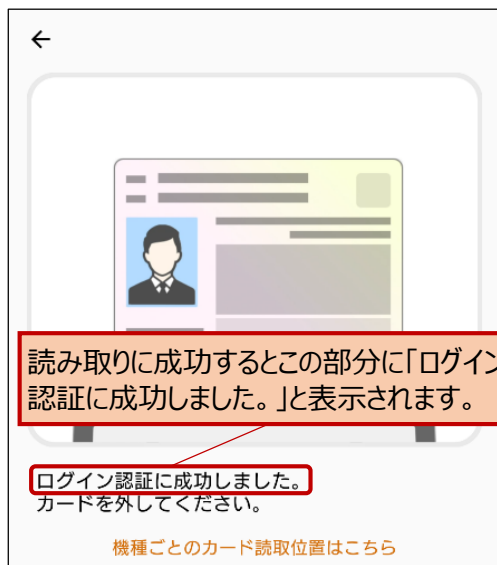 読み取りに成功するとこの部分に「ログイン
認証に成功しました。」と表示されます。
ログイン認証に成功しました。
カードを外してください。
機種ごとのカード読取位置はこちら